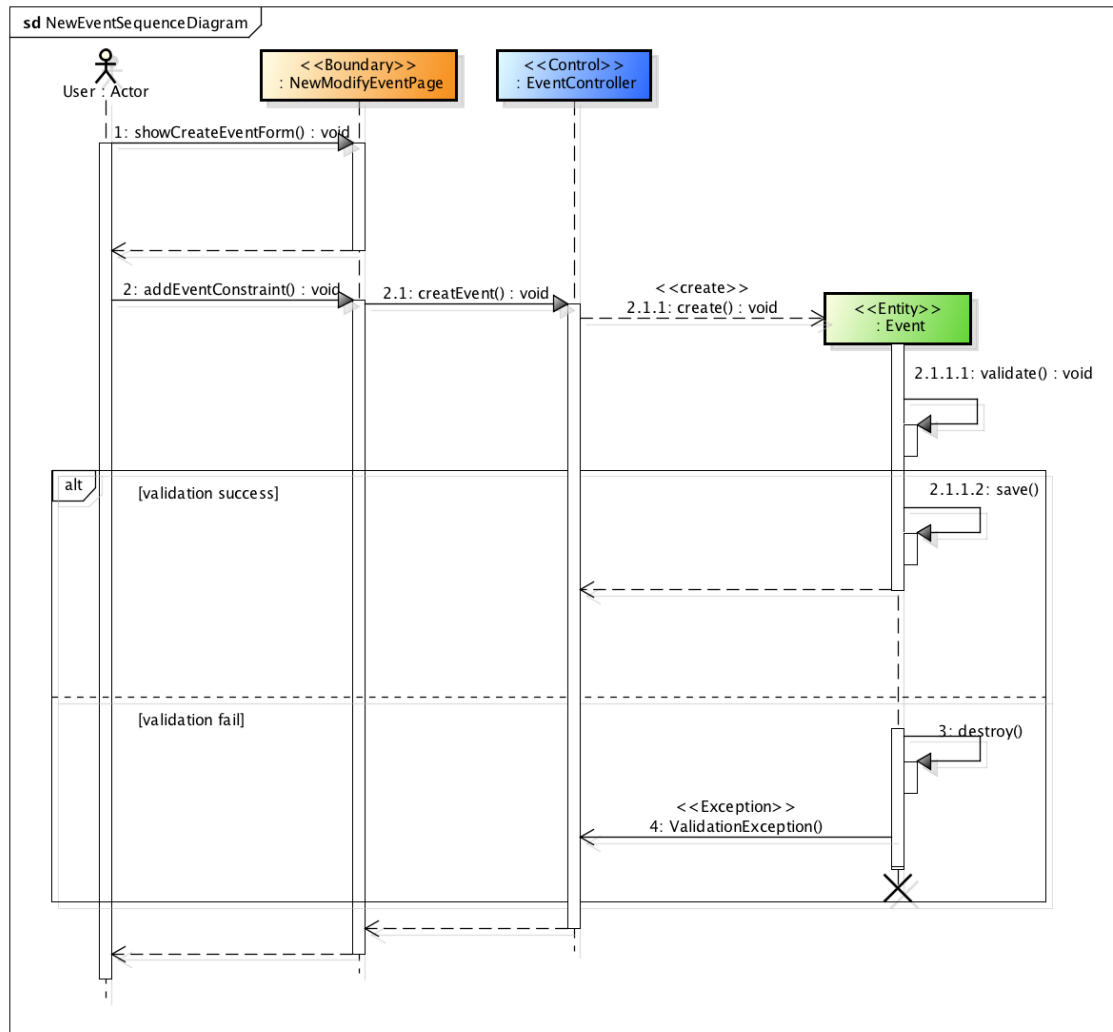 sd NewEventSequenceDiagram
User : Actor
<<Boundary>>
: NewModifyEventPage
<<Control>>
: EventController
1: showCreateEventForm() : void
2: addEventConstraint() : void
2.1: creatEvent() : void
<<create>>
2.1.1: create() : void
<<Entity>>
: Event
2.1.1.1: validate() : void
alt
[validation success]
2.1.1.2: save()
[validation fail]
3: destroy()
<<Exception>>
4: ValidationException()